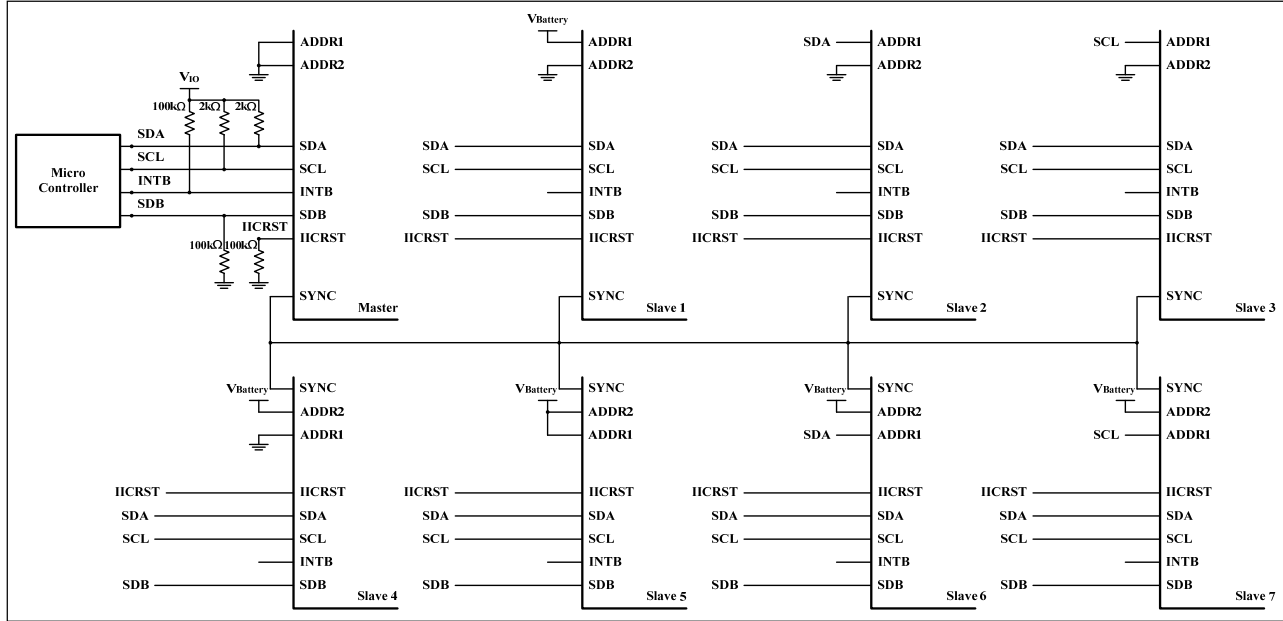 VBattery
ADDR1 ADDR1 SDA ADDR1 SCL ADDR1
ADDR2 ADDR2 ADDR2 ADDR2
VIO
100kΩ 2kΩ 2kΩ
SDA
SDA SDA SDA SDA SDA SDA SDA
SCL
Micro SCL SCL SCL SCL SCL SCL SCL
Controller
INTB
INTB INTB INTB INTB
SDB
SDB SDB SDB SDB SDB SDB SDB
IICRST
100kΩ 100kΩ IICRST IICRST IICRST IICRST IICRST IICRST IICRST
SYNC SYNC SYNC SYNC
Master Slave 1 Slave 2 Slave 3
VBattery SYNC VBattery SYNC VBattery SYNC VBattery SYNC
ADDR2 ADDR2 ADDR2 ADDR2
ADDR1 ADDR1 SDA ADDR1 SCL ADDR1
IICRST IICRST IICRST IICRST IICRST IICRST IICRST IICRST
SDA SDA SDA SDA SDA SDA SDA SDA
SCL SCL SCL SCL SCL SCL SCL SCL
INTB INTB INTB INTB
SDB SDB SDB SDB SDB SDB SDB SDB
Slave 4 Slave 5 Slave 6 Slave 7